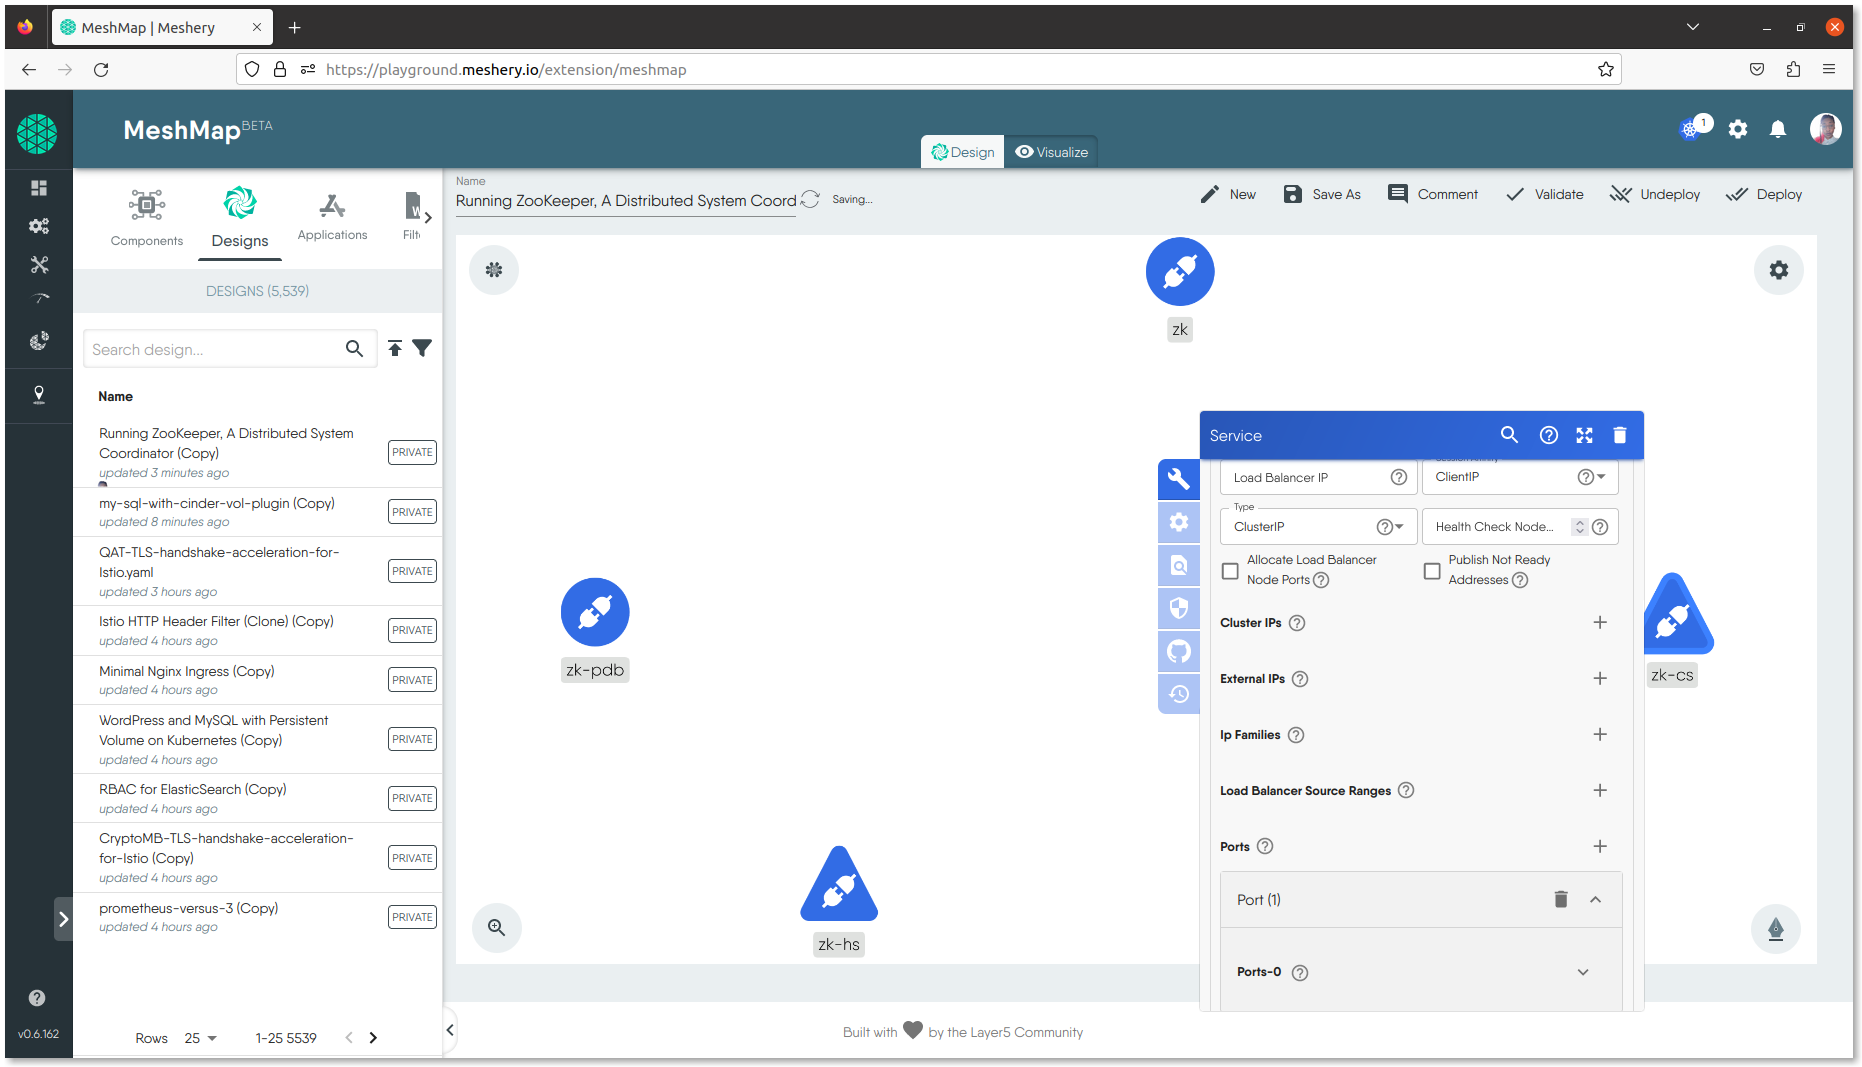 MeshMap | Meshery
https://playground.meshery.io/extension/meshmap
MeshMap BETA
Design
Visualize
1
Components
Designs
Applications
Filt
DESIGNS (5,539)
Search design...
Name
Running ZooKeeper, A Distributed System
Coordinator (Copy)
updated 3 minutes ago
PRIVATE
my-sql-with-cinder-vol-plugin (Copy)
updated 8 minutes ago
PRIVATE
QAT-TLS-handshake-acceleration-for-
Istio.yaml
updated 3 hours ago
PRIVATE
Istio HTTP Header Filter (Clone) (Copy)
updated 4 hours ago
PRIVATE
Minimal Nginx Ingress (Copy)
updated 4 hours ago
PRIVATE
WordPress and MySQL with Persistent
Volume on Kubernetes (Copy)
updated 4 hours ago
PRIVATE
RBAC for ElasticSearch (Copy)
updated 4 hours ago
PRIVATE
CryptoMB-TLS-handshake-acceleration-
for-Istio (Copy)
updated 4 hours ago
PRIVATE
prometheus-versus-3 (Copy)
updated 4 hours ago
PRIVATE
Rows 25 1-25 5539
v0.6.162
Name
Running ZooKeeper, A Distributed System Coord
Saving...
New
Save As
Comment
Validate
Undeploy
Deploy
zk
zk-pdb
zk-hs
zk-cs
Service
Load Balancer IP
Session Affinity
ClientIP
Type
ClusterIP
Health Check Node...
Allocate Load Balancer
Node Ports
Publish Not Ready
Addresses
Cluster IPs
External IPs
Ip Families
Load Balancer Source Ranges
Ports
Port (1)
Ports-0
Built with by the Layer5 Community